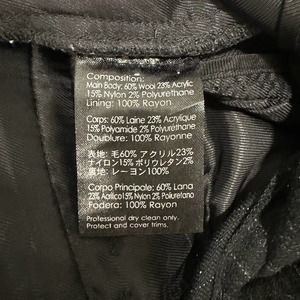 Composition:
Main Body: 60% Wool 23% Acrylic
15% Nylon 2% Polyurethane
Lining: 100% Rayon
Corps: 60% Laine 23% Acrylique
15% Polyamide 2% Polyurethane
Doublure: 100% Rayonne
表地: 毛60% アクリル23%
ナイロン15% ポリウレタン2%
裏地: レーヨン100%
Corpo Principale: 60% Lana
23% Acrilico 15% Nylon 2% Poliuretano
Fodera: 100% Rayon
Professional dry clean only.
Protect and cover trims.